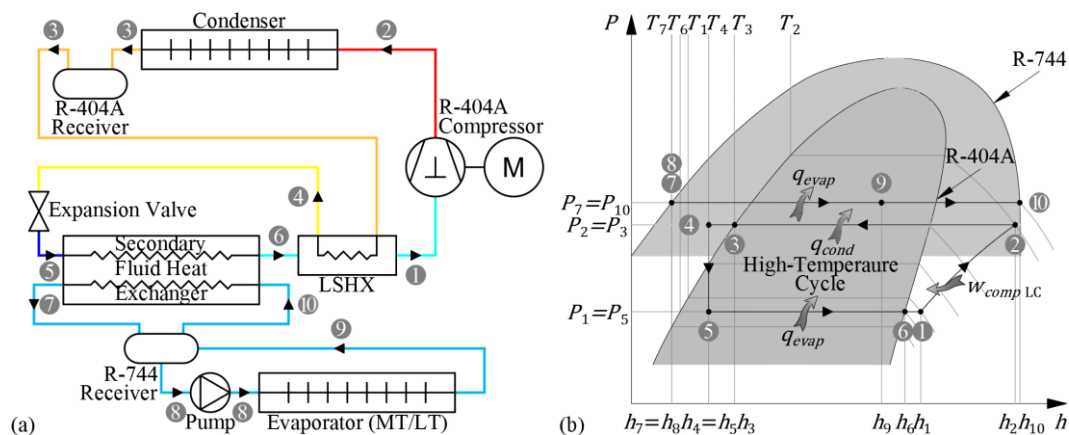 3
3
Condenser
2
R-404A
Receiver
R-404A
Compressor
M
4
Expansion Valve
Secondary
Fluid Heat
Exchanger
6
5
LSHX
1
7
10
9
R-744
Receiver
8
Pump
8
Evaporator (MT/LT)
(a)
P
T7 T6 T1 T4 T3
T2
R-744
R-404A
8
7
9
10
qevap
P7=P10
P2=P3
4
3
2
qcond
High-Temperaure
Cycle
wcomp LC
P1=P5
5
6
1
qevap
(b)
h7=h8 h4=h5 h3
h9 h6 h1
h2 h10 h